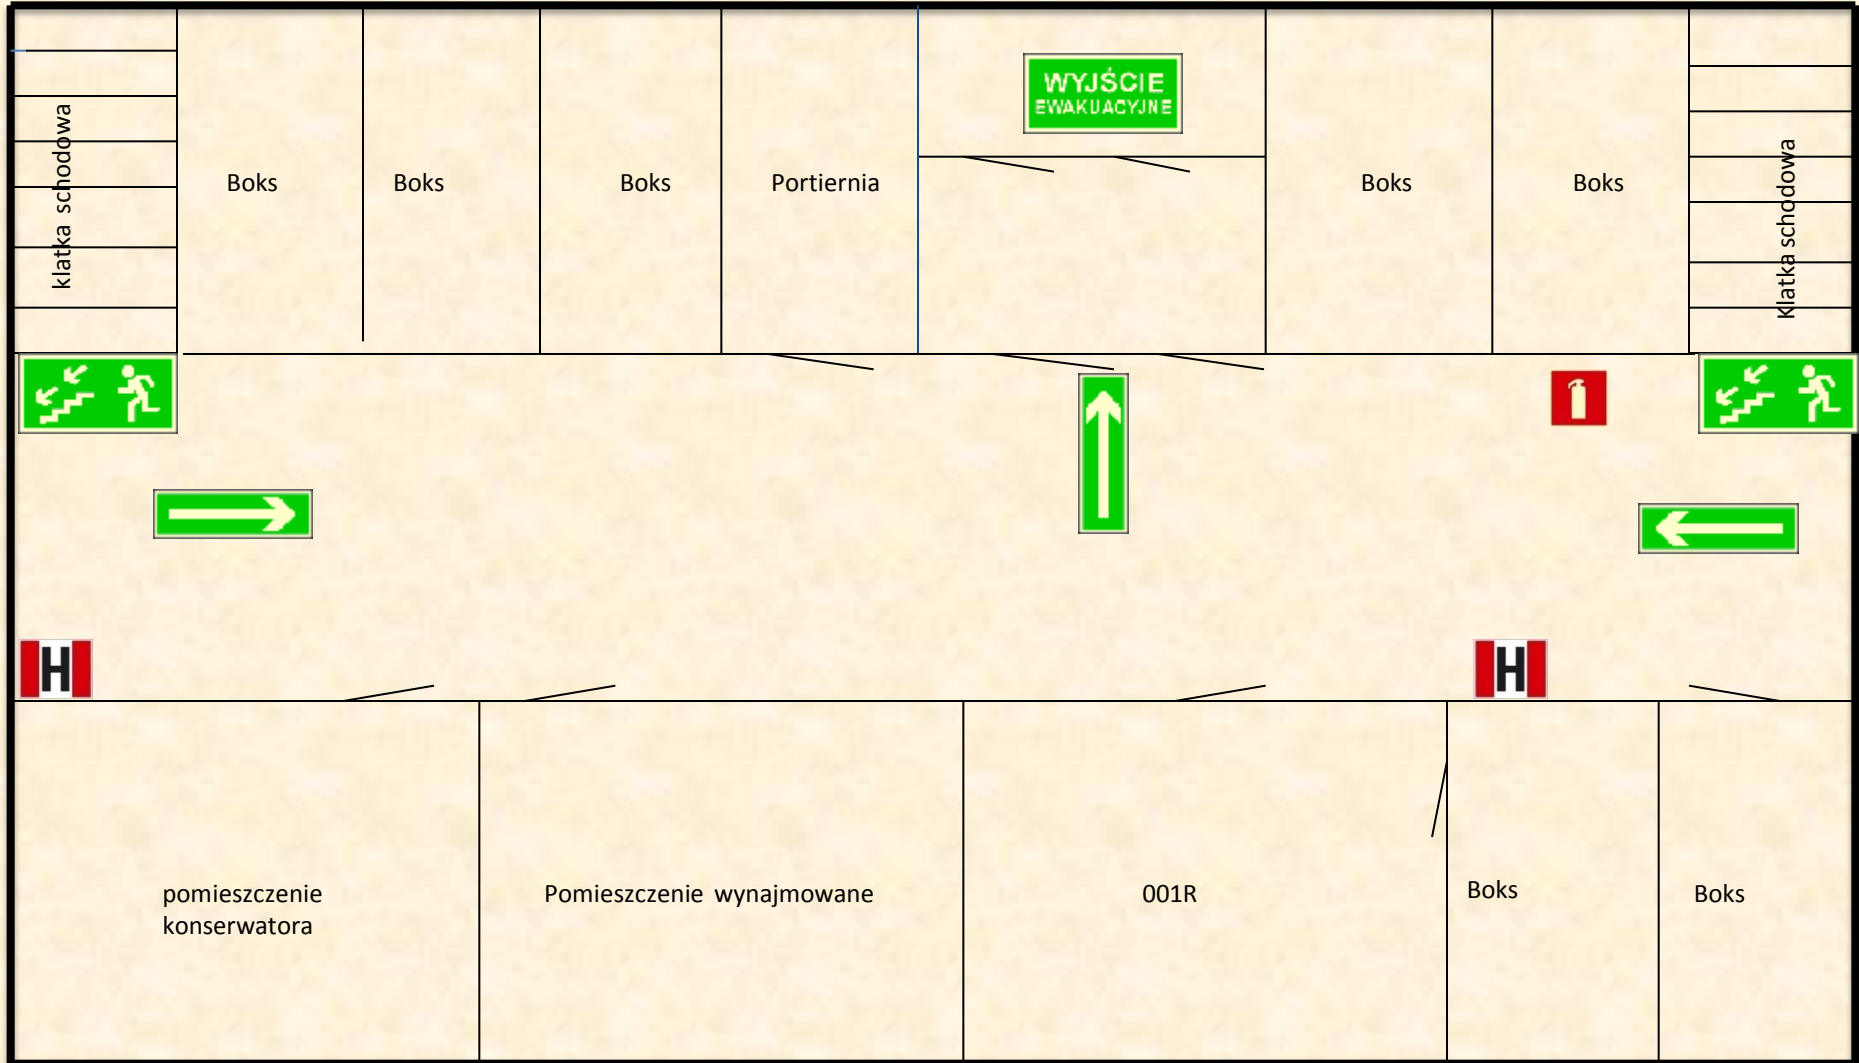 WYJŚCIE
EWAKUACYJNE
klatka schodowa
Boks
Boks
Boks
Portiernia
Boks
Boks
Klatka schodowa
H
H
pomieszczenie
konserwatora
Pomieszczenie wynajmowane
001R
Boks
Boks